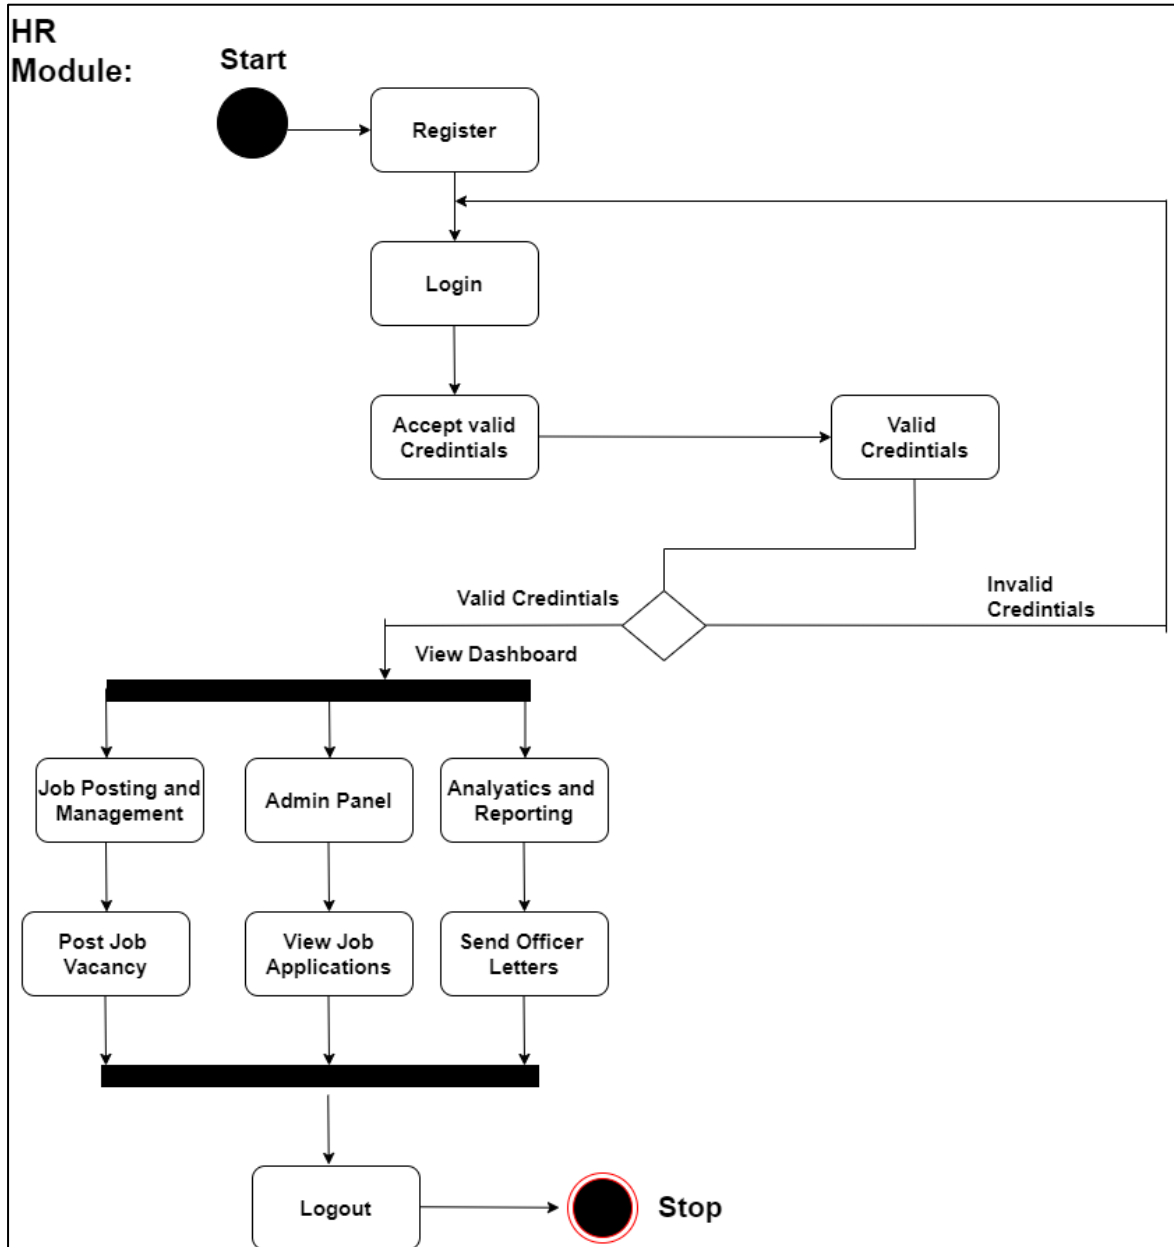 HR
Module:
Start
Register
Login
Accept valid
Credintials
Valid
Credintials
Valid Credintials
Invalid
Credintials
View Dashboard
Job Posting and
Management
Admin Panel
Analyatics and
Reporting
Post Job
Vacancy
View Job
Applications
Send Officer
Letters
Logout
Stop